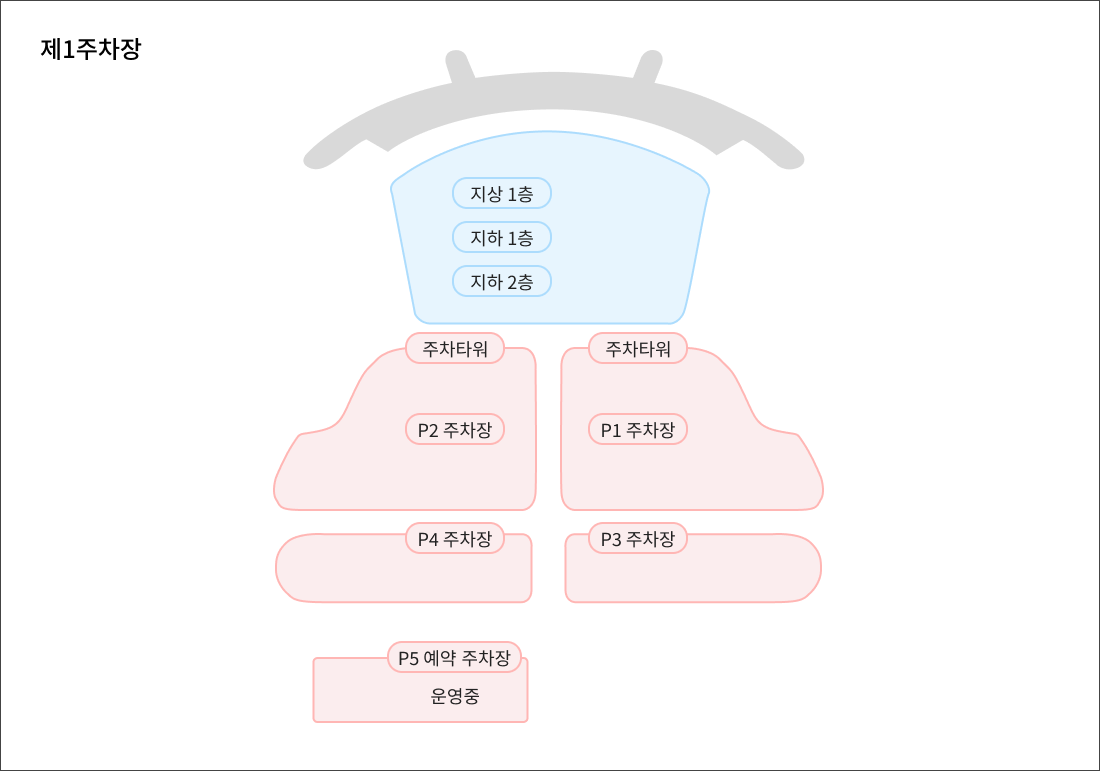 제1주차장
지상 1층
지하 1층
지하 2층
주차타워
주차타워
P2 주차장
P1 주차장
P4 주차장
P3 주차장
P5 예약 주차장
운영중